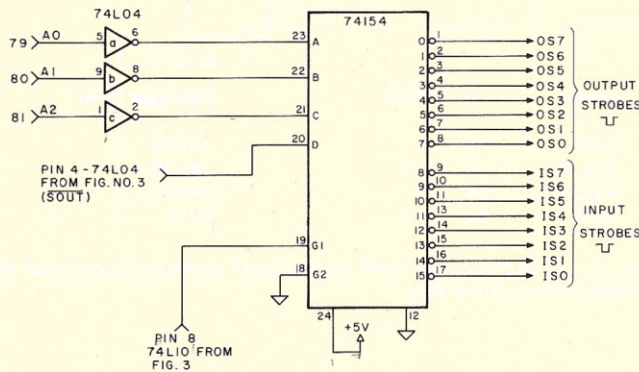 74L04
74154
79 A0 5 a 6 23 A
80 A1 9 b 8 22 B
81 A2 1 c 2 21 C
20 D
PIN 4-74L04
FROM FIG. NO. 3
(SOUT)
19 G1
18 G2
PIN 8
74L10 FROM
FIG. 3
24
+5V
12
0 1 OS7
1 2 OS6
2 3 OS5
3 4 OS4
4 5 OS3
5 6 OS2
6 7 OS1
7 8 OS0
OUTPUT
STROBES
8 9 IS7
9 10 IS6
10 11 IS5
11 13 IS4
12 14 IS3
13 15 IS2
14 16 IS1
15 17 IS0
INPUT
STROBES